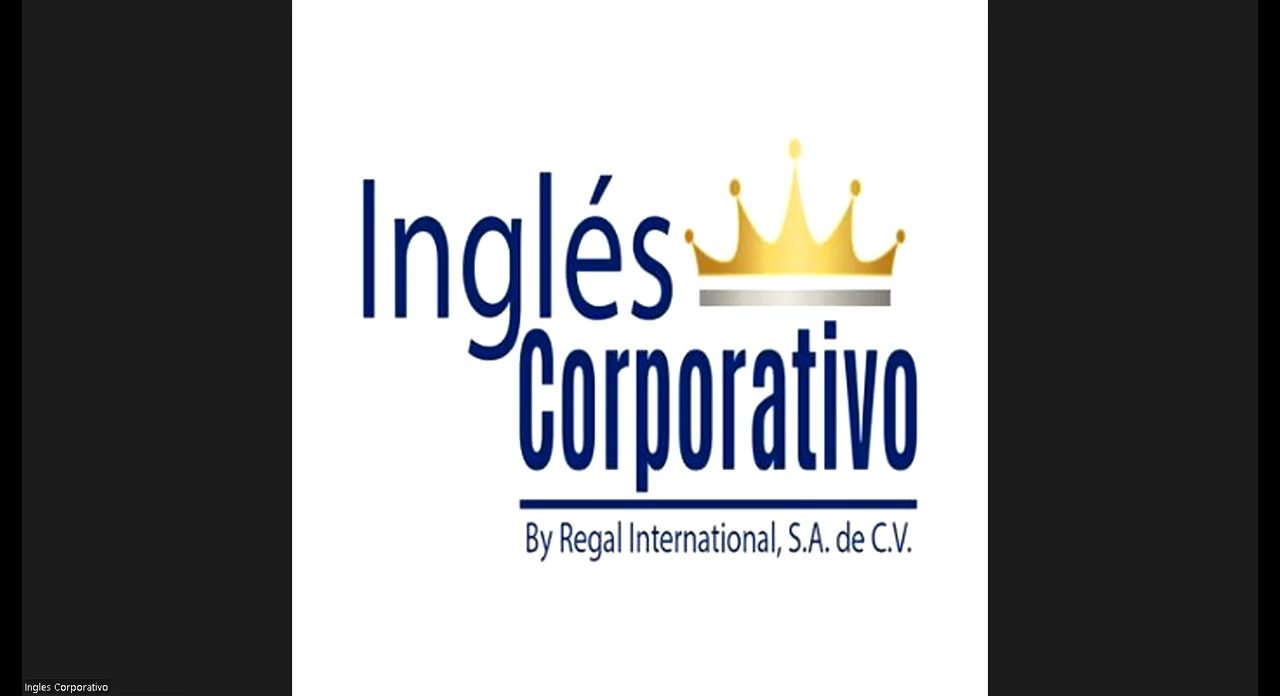 Inglés
Corporativo
By Regal International, S.A. de C.V.
Ingles Corporativo